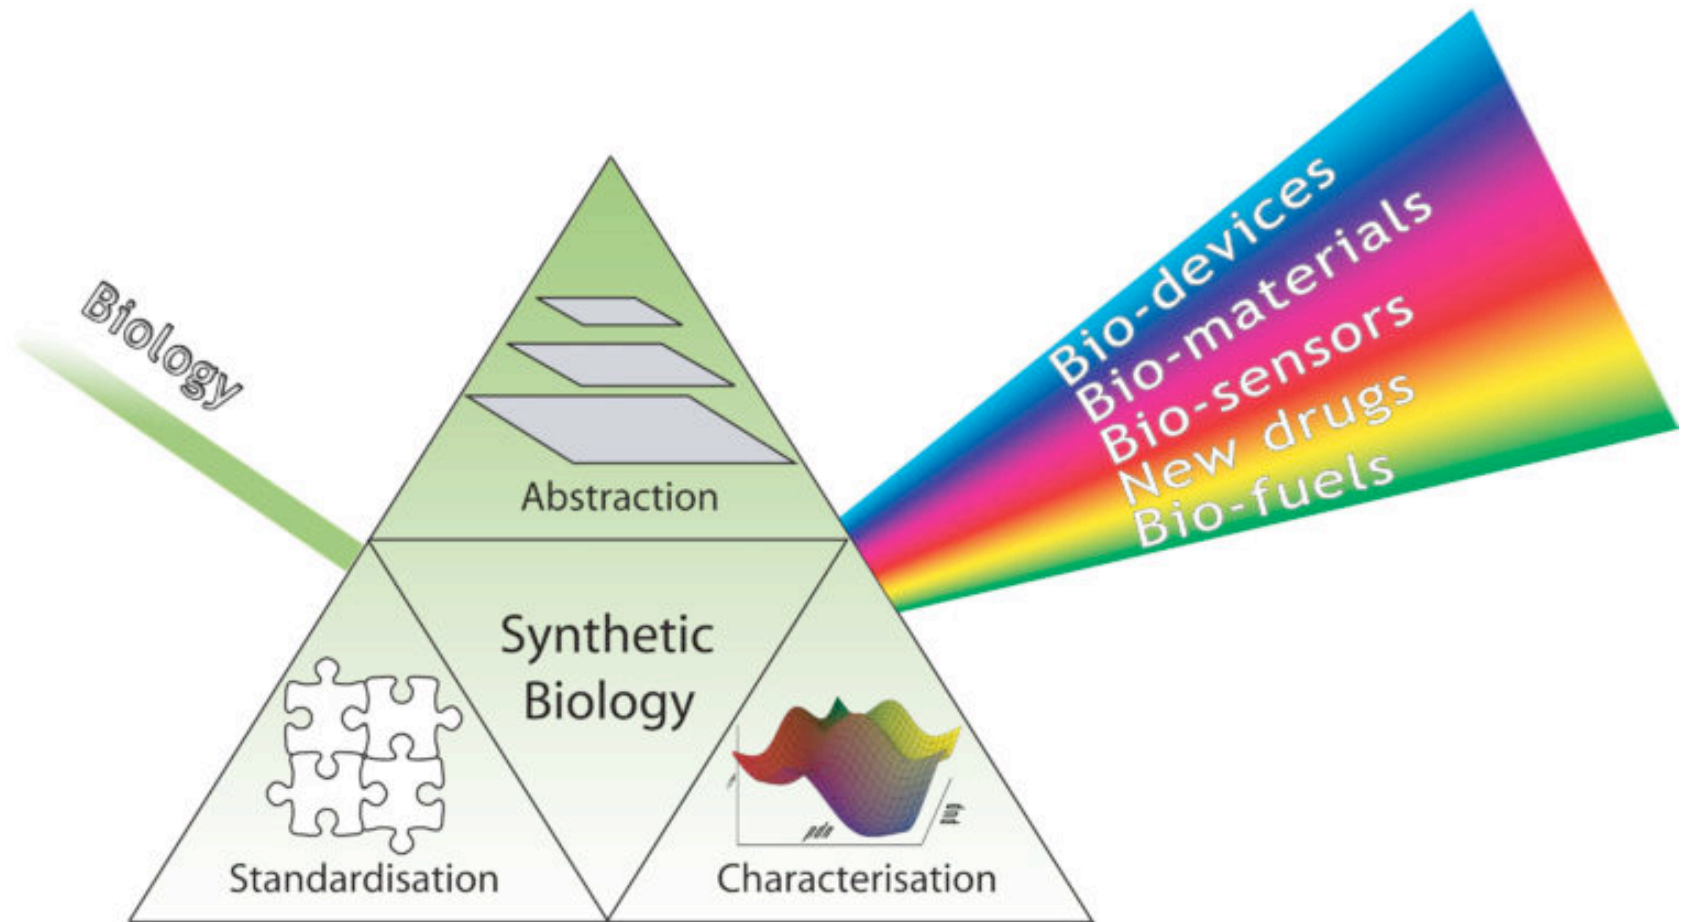 Biology
Abstraction
Synthetic
Biology
Standardisation
Characterisation
Bio-devices
Bio-materials
Bio-sensors
New drugs
Bio-fuels